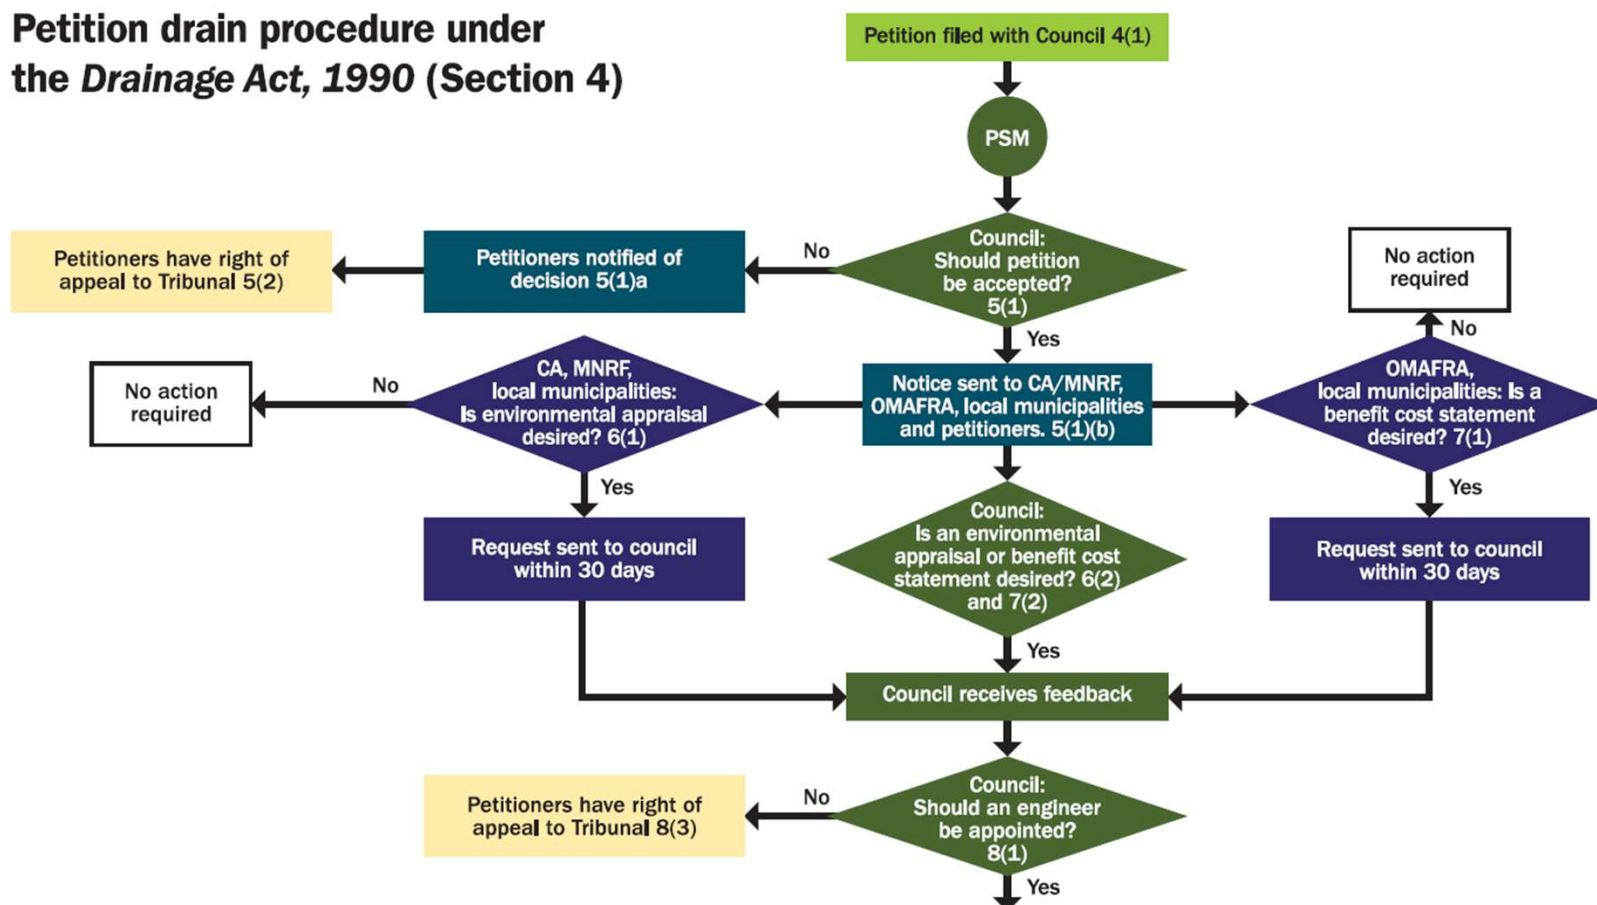 Petition drain procedure under
the Drainage Act, 1990 (Section 4)
Petition filed with Council 4(1)
PSM
Council:
Should petition
be accepted?
5(1)
No
Petitioners notified of
decision 5(1)a
Petitioners have right of
appeal to Tribunal 5(2)
Yes
Notice sent to CA/MNRF,
OMAFRA, local municipalities
and petitioners. 5(1)(b)
CA, MNRF,
local municipalities:
Is environmental appraisal
desired? 6(1)
No
No action
required
Yes
Request sent to council
within 30 days
OMAFRA,
local municipalities: Is a
benefit cost statement
desired? 7(1)
No
No action
required
Yes
Request sent to council
within 30 days
Council:
Is an environmental
appraisal or benefit cost
statement desired? 6(2)
and 7(2)
Yes
Council receives feedback
Council:
Should an engineer
be appointed?
8(1)
No
Petitioners have right of
appeal to Tribunal 8(3)
Yes